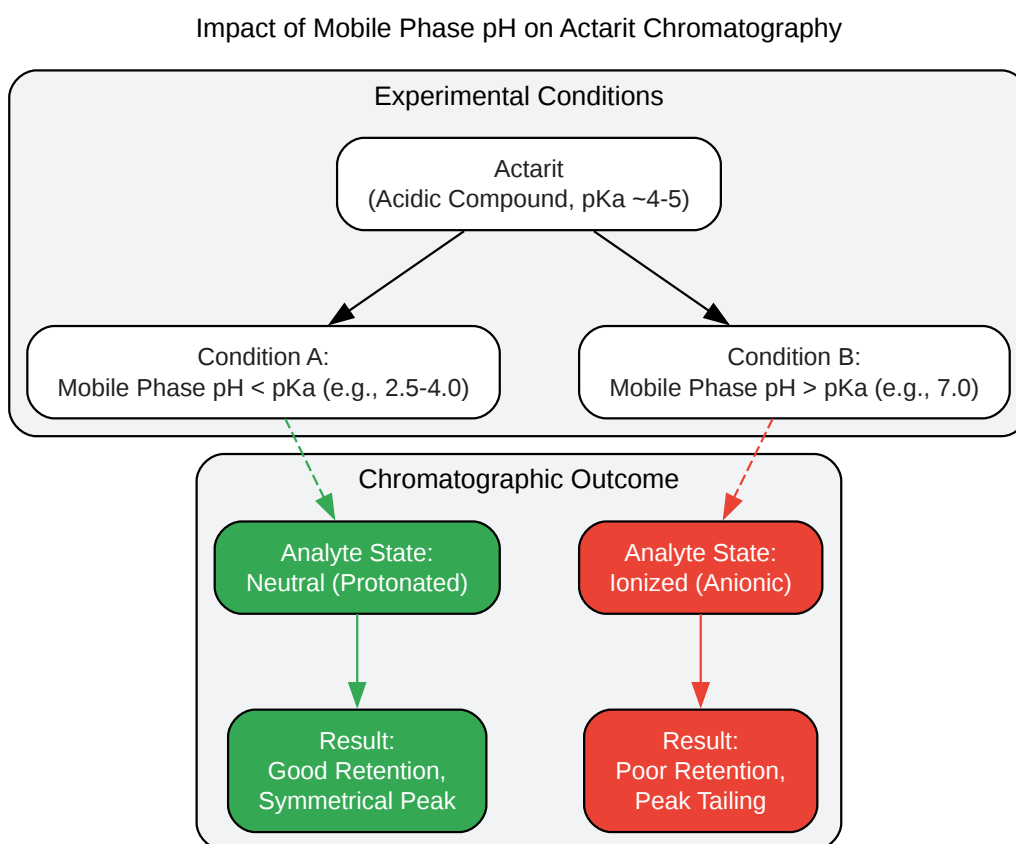 Impact of Mobile Phase pH on Actarit Chromatography
Experimental Conditions
Actarit
(Acidic Compound, pKa ~4-5)
Condition A:
Mobile Phase pH < pKa (e.g., 2.5-4.0)
Condition B:
Mobile Phase pH > pKa (e.g., 7.0)
Chromatographic Outcome
Analyte State:
Neutral (Protonated)
Analyte State:
Ionized (Anionic)
Result:
Good Retention,
Symmetrical Peak
Result:
Poor Retention,
Peak Tailing